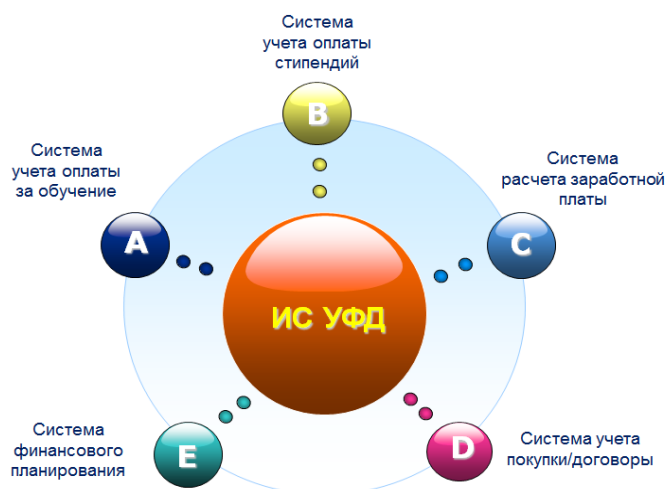 Система
учета оплаты
стипендий
B
Система
учета оплаты
за обучение
A
Система
расчета заработной
платы
C
ИС УФД
Система
финансового
планирования
E
D
Система учета
покупки/договоры